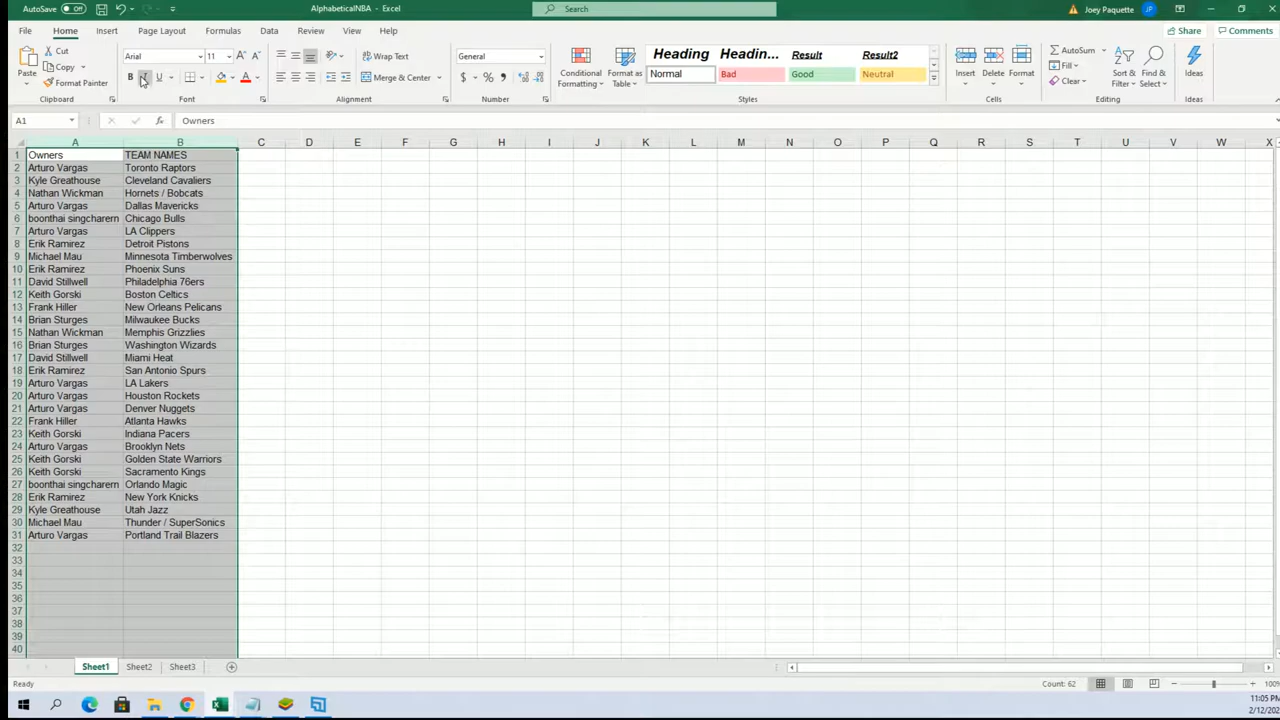 AutoSave Off AlphabeticalNBA - Excel Search Joey Paquette JP
File Home Insert Page Layout Formulas Data Review View Help Share Comments
Paste Cut Copy Format Painter Clipboard
Arial 11 B I U A Font
Wrap Text Merge & Center Alignment
General $ % Number
Conditional Formatting Format as Table
Heading Headin... Result Result2
Normal Bad Good Neutral
Styles
Insert Delete Format Cells
AutoSum Fill Clear Sort & Filter Find & Select Editing
Ideas Ideas
A1 fx Owners
A B C D E F G H I J K L M N O P Q R S T U V W X
1 Owners TEAM NAMES
2 Arturo Vargas Toronto Raptors
3 Kyle Greathouse Cleveland Cavaliers
4 Nathan Wickman Hornets / Bobcats
5 Arturo Vargas Dallas Mavericks
6 boonthai singcharern Chicago Bulls
7 Arturo Vargas LA Clippers
8 Erik Ramirez Detroit Pistons
9 Michael Mau Minnesota Timberwolves
10 Erik Ramirez Phoenix Suns
11 David Stillwell Philadelphia 76ers
12 Keith Gorski Boston Celtics
13 Frank Hiller New Orleans Pelicans
14 Brian Sturges Milwaukee Bucks
15 Nathan Wickman Memphis Grizzlies
16 Brian Sturges Washington Wizards
17 David Stillwell Miami Heat
18 Erik Ramirez San Antonio Spurs
19 Arturo Vargas LA Lakers
20 Arturo Vargas Houston Rockets
21 Arturo Vargas Denver Nuggets
22 Frank Hiller Atlanta Hawks
23 Keith Gorski Indiana Pacers
24 Arturo Vargas Brooklyn Nets
25 Keith Gorski Golden State Warriors
26 Keith Gorski Sacramento Kings
27 boonthai singcharern Orlando Magic
28 Erik Ramirez New York Knicks
29 Kyle Greathouse Utah Jazz
30 Michael Mau Thunder / SuperSonics
31 Arturo Vargas Portland Trail Blazers
32
33
34
35
36
37
38
39
40
Sheet1 Sheet2 Sheet3
Ready Count: 62 100%
11:05 PM
2/12/202